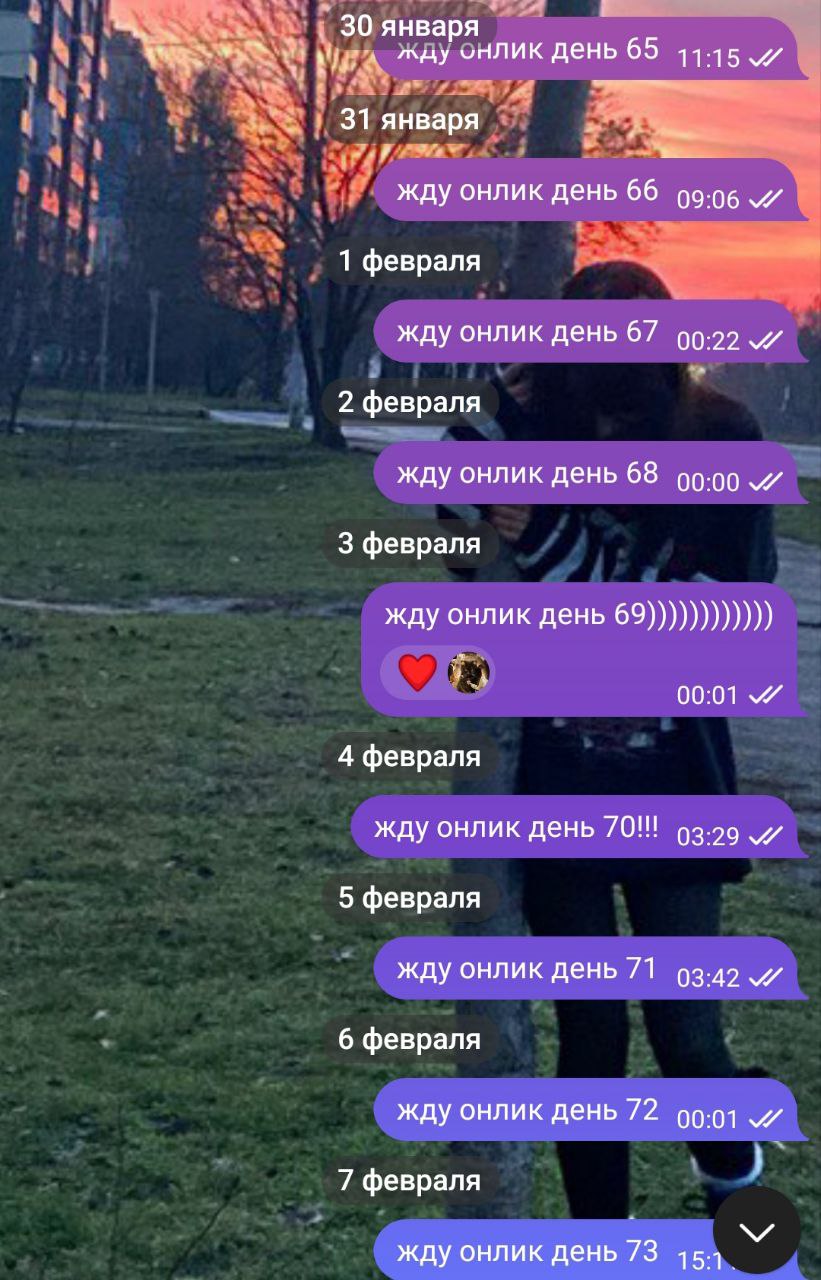 30 января
жду онлик день 65 11:15
31 января
жду онлик день 66 09:06
1 февраля
жду онлик день 67 00:22
2 февраля
жду онлик день 68 00:00
3 февраля
жду онлик день 69))))))))))))
00:01
4 февраля
жду онлик день 70!!! 03:29
5 февраля
жду онлик день 71 03:42
6 февраля
жду онлик день 72 00:01
7 февраля
жду онлик день 73